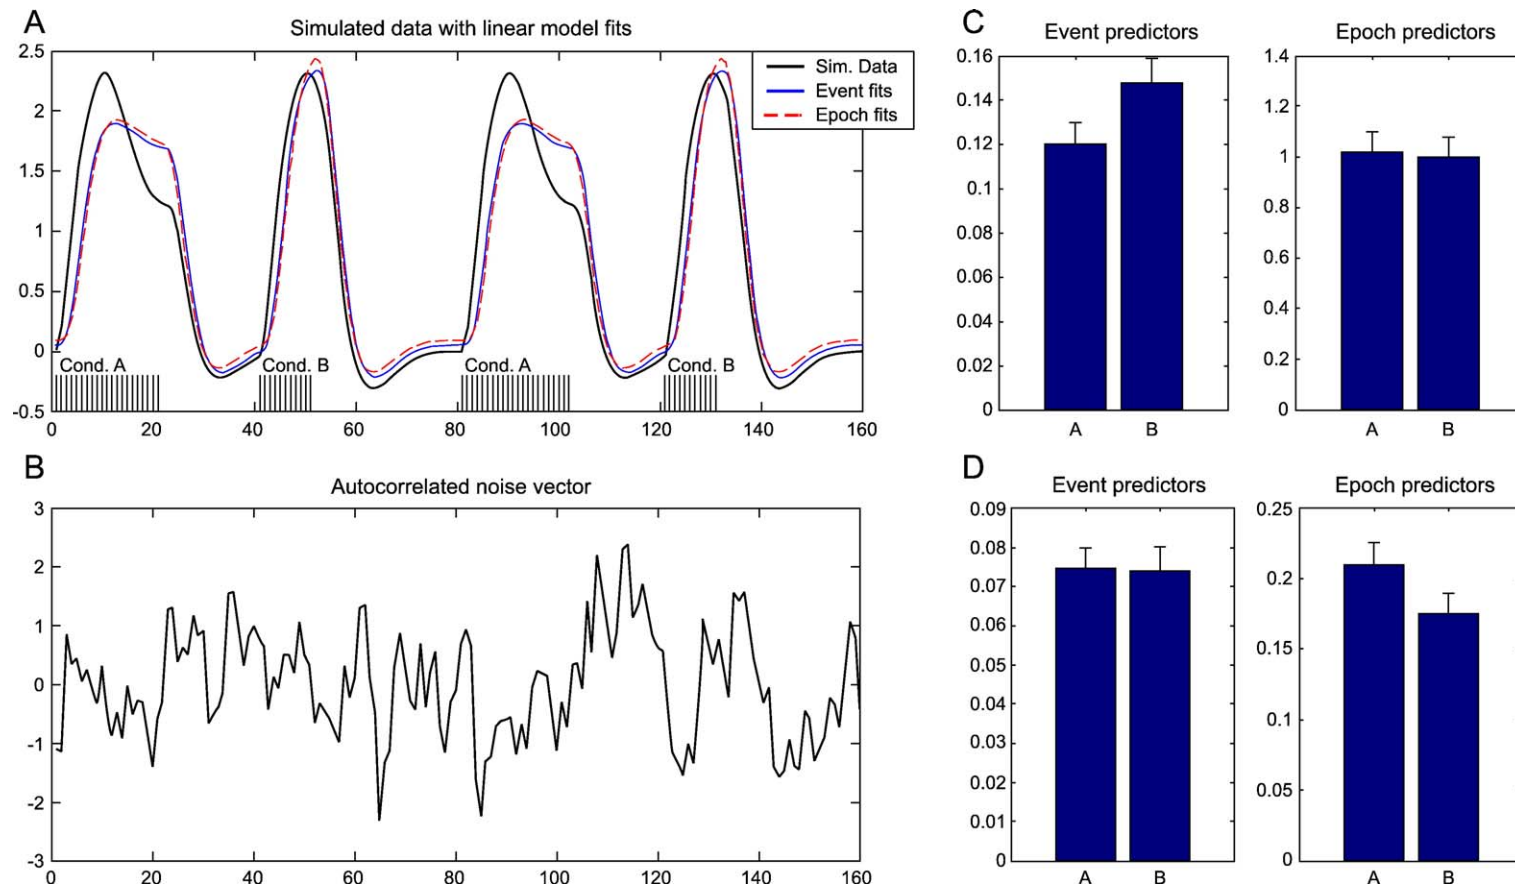 A
Simulated data with linear model fits
2.5
2
1.5
1
0.5
0
-0.5
Sim. Data
Event fits
Epoch fits
Cond. A
Cond. B
Cond. A
Cond. B
0 20 40 60 80 100 120 140 160
B
Autocorrelated noise vector
3
2
1
0
-1
-2
-3
0 20 40 60 80 100 120 140 160
C
Event predictors
0.16
0.14
0.12
0.1
0.08
0.06
0.04
0.02
0
A B
Epoch predictors
1.4
1.2
1
0.8
0.6
0.4
0.2
0
A B
D
Event predictors
0.09
0.08
0.07
0.06
0.05
0.04
0.03
0.02
0.01
0
A B
Epoch predictors
0.25
0.2
0.15
0.1
0.05
0
A B